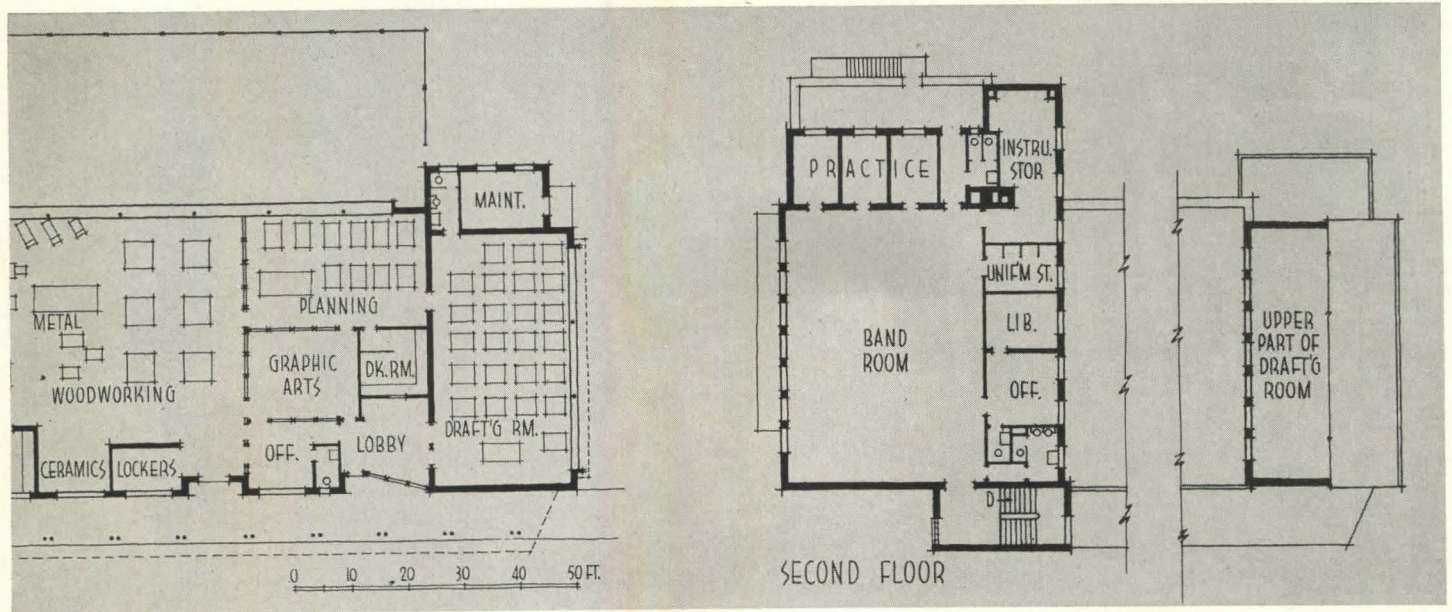 MAINT.
PLANNING
METAL
WOODWORKING
GRAPHIC
ARTS
DK. RM.
DRAFT'G RM.
LOBBY
OFF.
CERAMICS
LOCKERS
0 10 20 30 40 50 FT.
PRACTICE
INSTRU.
STOR
UNIF'M ST.
LIB.
BAND
ROOM
OFF.
D
SECOND FLOOR
UPPER
PART OF
DRAFT'G
ROOM